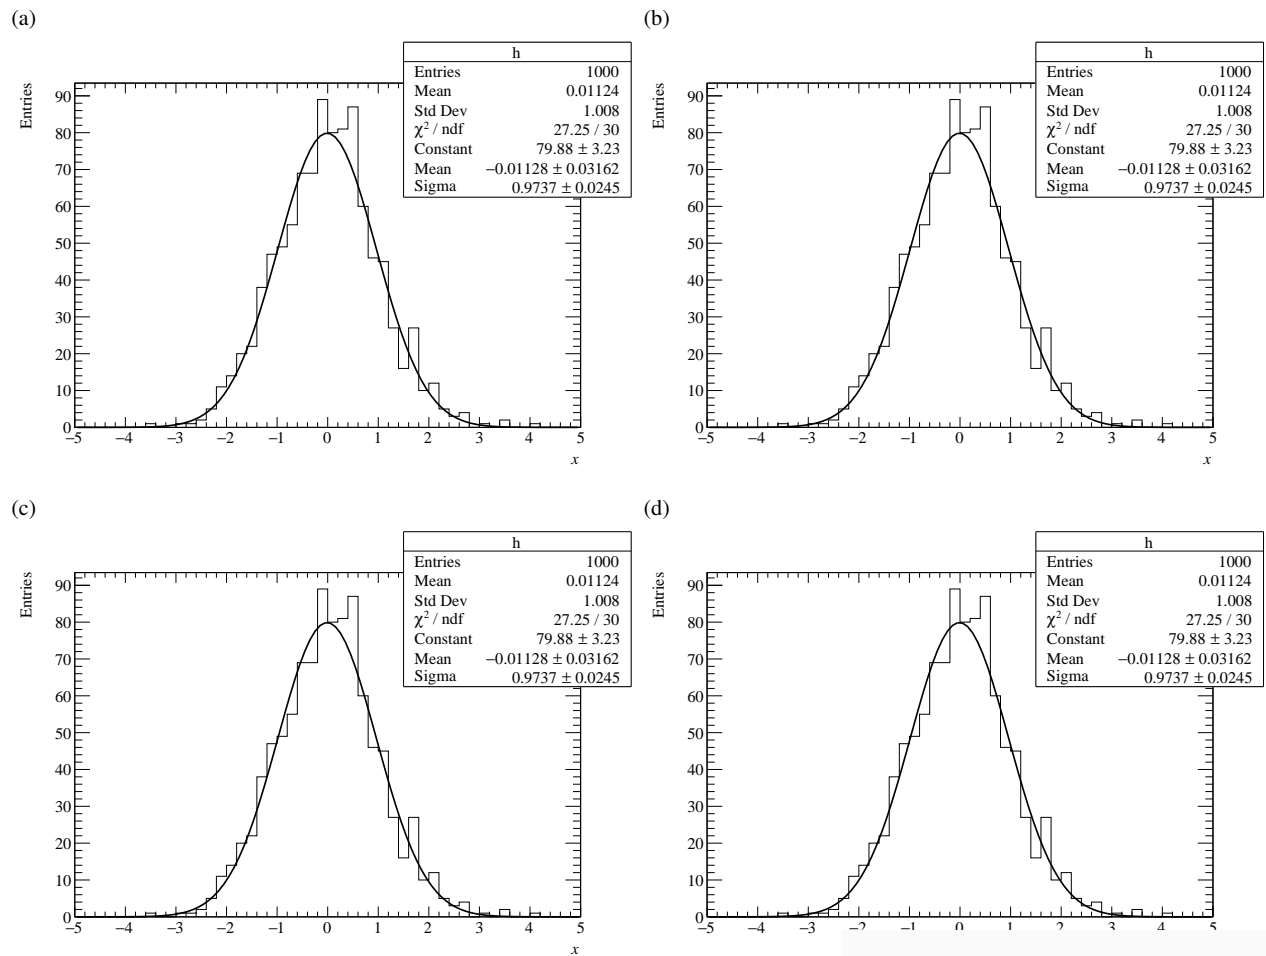 (a)
h
Entries 1000
Mean 0.01124
Std Dev 1.008
χ² / ndf 27.25 / 30
Constant 79.88 ± 3.23
Mean −0.01128 ± 0.03162
Sigma 0.9737 ± 0.0245
Entries
90
80
70
60
50
40
30
20
10
0
−5 −4 −3 −2 −1 0 1 2 3 4 5
x
(b)
h
Entries 1000
Mean 0.01124
Std Dev 1.008
χ² / ndf 27.25 / 30
Constant 79.88 ± 3.23
Mean −0.01128 ± 0.03162
Sigma 0.9737 ± 0.0245
Entries
90
80
70
60
50
40
30
20
10
0
−5 −4 −3 −2 −1 0 1 2 3 4 5
x
(c)
h
Entries 1000
Mean 0.01124
Std Dev 1.008
χ² / ndf 27.25 / 30
Constant 79.88 ± 3.23
Mean −0.01128 ± 0.03162
Sigma 0.9737 ± 0.0245
Entries
90
80
70
60
50
40
30
20
10
0
−5 −4 −3 −2 −1 0 1 2 3 4 5
x
(d)
h
Entries 1000
Mean 0.01124
Std Dev 1.008
χ² / ndf 27.25 / 30
Constant 79.88 ± 3.23
Mean −0.01128 ± 0.03162
Sigma 0.9737 ± 0.0245
Entries
90
80
70
60
50
40
30
20
10
0
−5 −4 −3 −2 −1 0 1 2 3 4 5